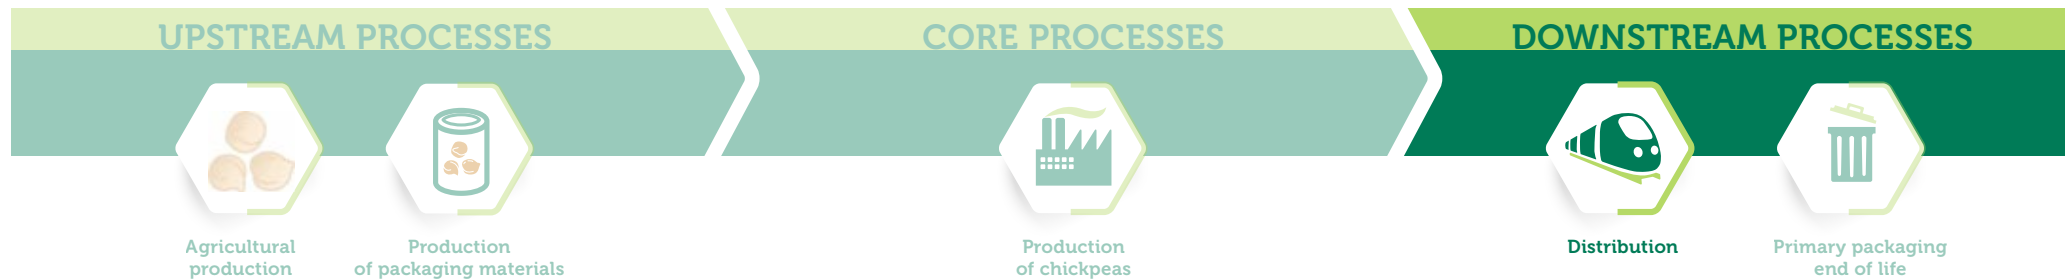 UPSTREAM PROCESSES
CORE PROCESSES
DOWNSTREAM PROCESSES
Agricultural
production
Production
of packaging materials
Production
of chickpeas
Distribution
Primary packaging
end of life